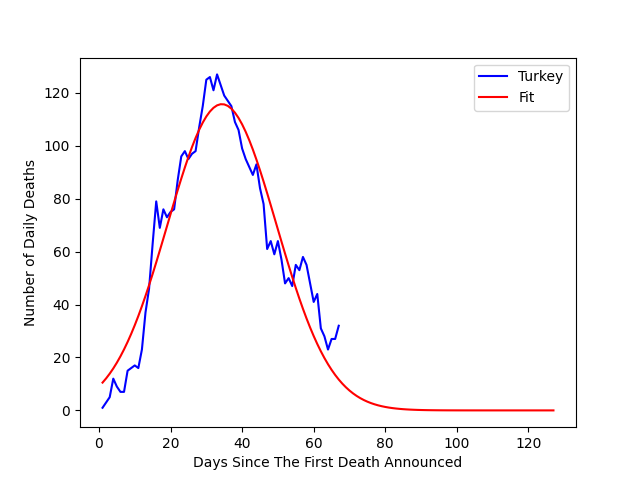 Turkey
Fit
Number of Daily Deaths
120
100
80
60
40
20
0
0 20 40 60 80 100 120
Days Since The First Death Announced